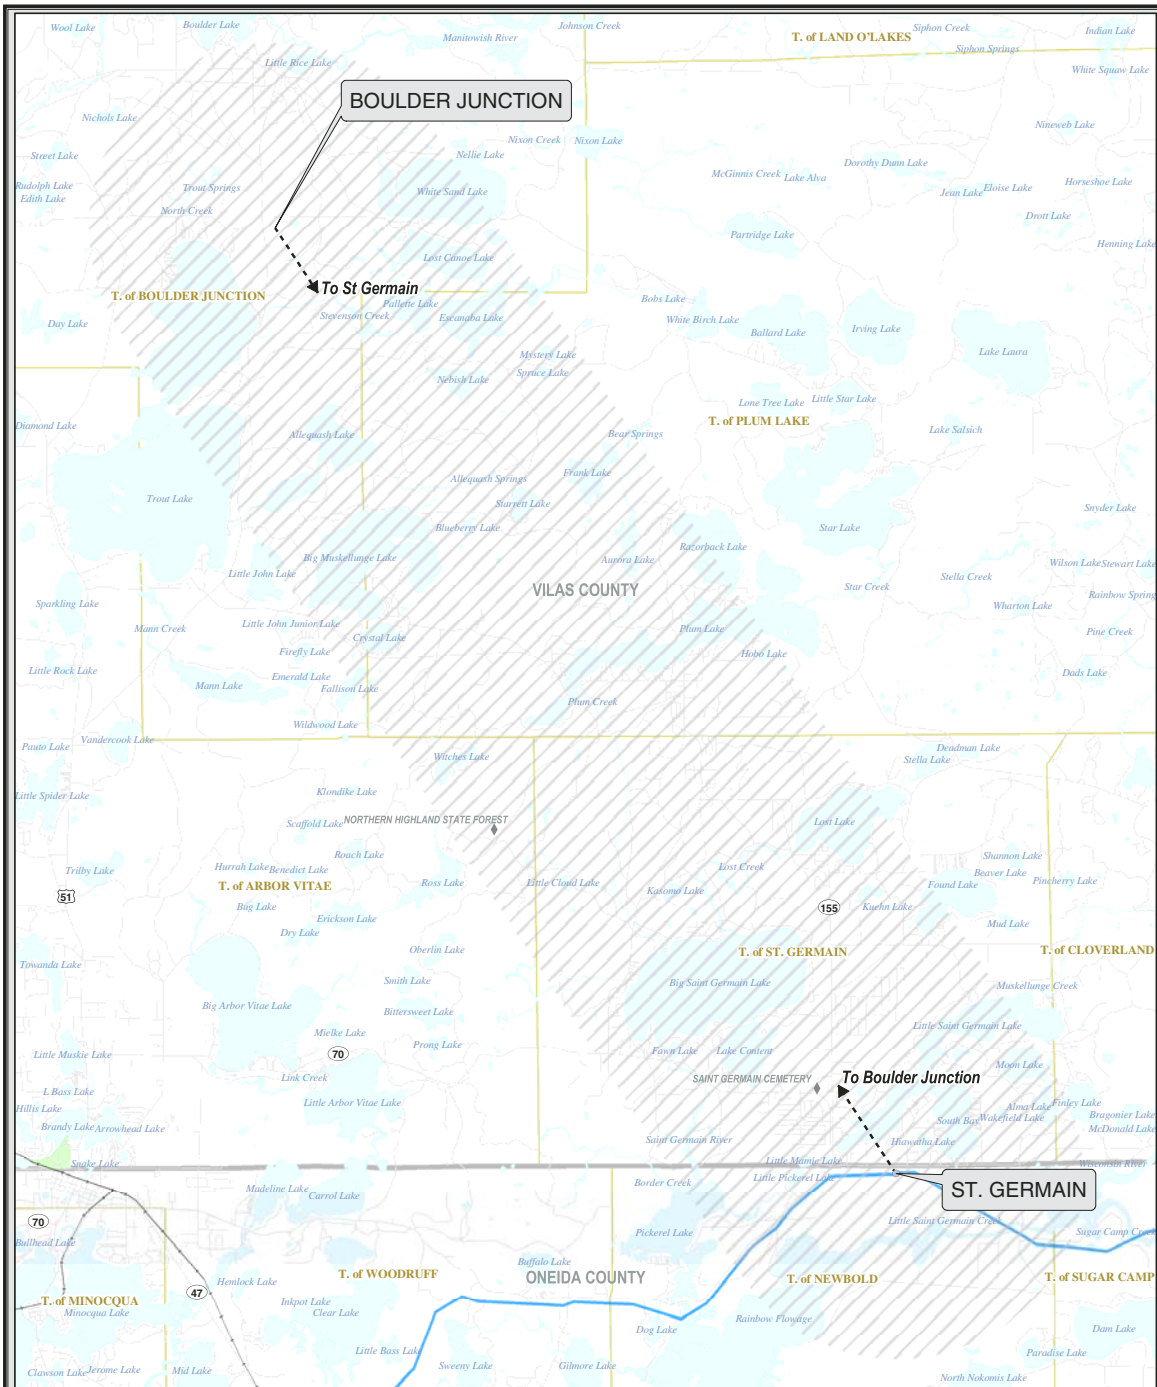 Wool Lake
Boulder Lake
Manitowish River
Johnson Creek
T. of LAND O'LAKES
Siphon Creek
Siphon Springs
Indian Lake
White Squaw Lake
Little Rice Lake
BOULDER JUNCTION
Nichols Lake
Nixon Creek
Nixon Lake
Nineweb Lake
Street Lake
Nellie Lake
Dorothy Dunn Lake
McGinnis Creek
Lake Alva
Rudolph Lake
Edith Lake
Trout Springs
White Sand Lake
Jean Lake
Eloise Lake
Horseshoe Lake
North Creek
Drott Lake
Partridge Lake
Henning Lake
Lost Canoe Lake
To St Germain
T. of BOULDER JUNCTION
Pallette Lake
Bobs Lake
Stevenson Creek
Escanaba Lake
White Birch Lake
Day Lake
Ballard Lake
Irving Lake
Lake Laura
Mystery Lake
Spruce Lake
Nebish Lake
Lone Tree Lake
Little Star Lake
T. of PLUM LAKE
Diamond Lake
Allequash Lake
Bear Springs
Lake Salsich
Allequash Springs
Frank Lake
Trout Lake
Starrett Lake
Snyder Lake
Blueberry Lake
Star Lake
Big Muskellunge Lake
Aurora Lake
Razorback Lake
Little John Lake
Wilson Lake
Stewart Lake
VILAS COUNTY
Star Creek
Stella Creek
Rainbow Spring
Sparkling Lake
Wharton Lake
Mann Creek
Little John Junior Lake
Crystal Lake
Plum Lake
Pine Creek
Firefly Lake
Hobo Lake
Little Rock Lake
Mann Lake
Emerald Lake
Fallison Lake
Dads Lake
Plum Creek
Wildwood Lake
Pauto Lake
Vandercook Lake
Witches Lake
Deadman Lake
Stella Lake
Little Spider Lake
Klondike Lake
Scaffold Lake
NORTHERN HIGHLAND STATE FOREST
Lost Lake
Roach Lake
Shannon Lake
Trilby Lake
Hurrah Lake
Benedict Lake
Lost Creek
Beaver Lake
T. of ARBOR VITAE
Ross Lake
Little Cloud Lake
Kasomo Lake
Found Lake
Pincherry Lake
51
Bug Lake
Erickson Lake
155
Kuehn Lake
Dry Lake
Mud Lake
Oberlin Lake
T. of ST. GERMAIN
T. of CLOVERLAND
Towanda Lake
Smith Lake
Big Saint Germain Lake
Muskellunge Creek
Big Arbor Vitae Lake
Bittersweet Lake
Little Saint Germain Lake
Mielke Lake
Little Muskie Lake
70
Prong Lake
Fawn Lake
Lake Content
Moon Lake
Link Creek
SAINT GERMAIN CEMETERY
To Boulder Junction
L Bass Lake
Hillis Lake
Little Arbor Vitae Lake
Alma Lake
Finley Lake
Brandy Lake
Arrowhead Lake
South Bay
Wakefield Lake
Bragonier Lake
McDonald Lake
Saint Germain River
Hiawatha Lake
Snake Lake
Little Mamie Lake
Wisconsin River
Madeline Lake
Carrol Lake
Border Creek
Little Pickerel Lake
ST. GERMAIN
70
Little Saint Germain Creek
Bullhead Lake
Pickerel Lake
Sugar Camp Creek
Buffalo Lake
Hemlock Lake
T. of WOODRUFF
ONEIDA COUNTY
T. of NEWBOLD
T. of SUGAR CAMP
T. of MINOCQUA
47
Inkpot Lake
Minocqua Lake
Clear Lake
Rainbow Flowage
Dog Lake
Dam Lake
Little Bass Lake
Paradise Lake
Clawson Lake
Jerome Lake
Mid Lake
Sweeny Lake
Gilmore Lake
North Nokomis Lake